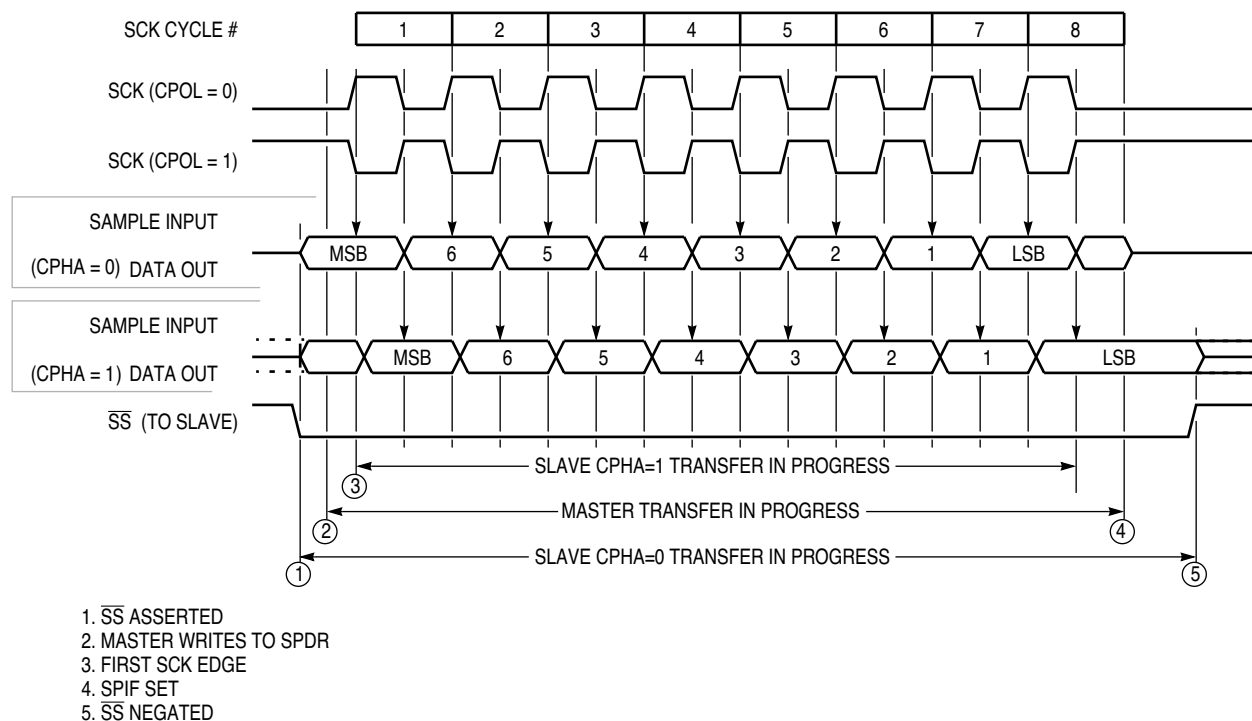 SCK CYCLE # 1 2 3 4 5 6 7 8
SCK (CPOL = 0)
SCK (CPOL = 1)
SAMPLE INPUT
(CPHA = 0) DATA OUT MSB 6 5 4 3 2 1 LSB
SAMPLE INPUT
(CPHA = 1) DATA OUT MSB 6 5 4 3 2 1 LSB
SS (TO SLAVE)
SLAVE CPHA=1 TRANSFER IN PROGRESS
3
MASTER TRANSFER IN PROGRESS
2 4
SLAVE CPHA=0 TRANSFER IN PROGRESS
1 5
1. SS ASSERTED
2. MASTER WRITES TO SPDR
3. FIRST SCK EDGE
4. SPIF SET
5. SS NEGATED